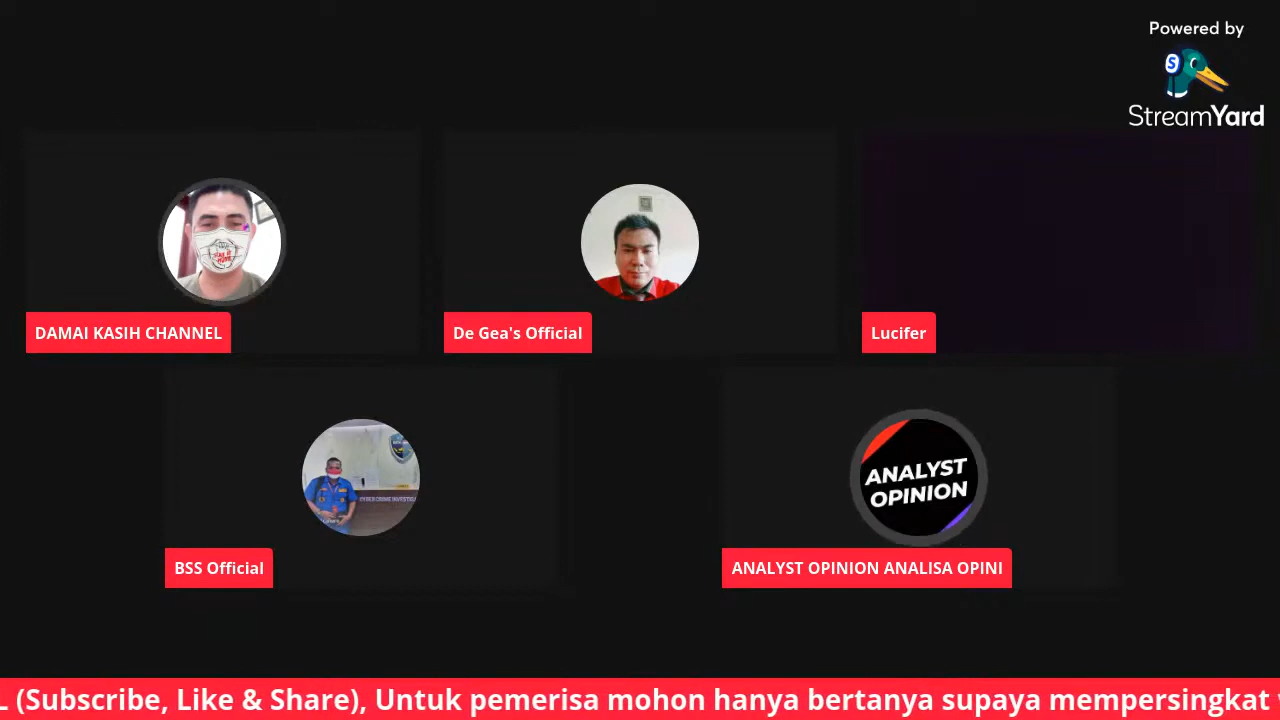 Powered by
StreamYard
DAMAI KASIH CHANNEL
De Gea's Official
Lucifer
BSS Official
ANALYST
OPINION
ANALYST OPINION ANALISA OPINI
L (Subscribe, Like & Share), Untuk pemerisa mohon hanya bertanya supaya mempersingkat